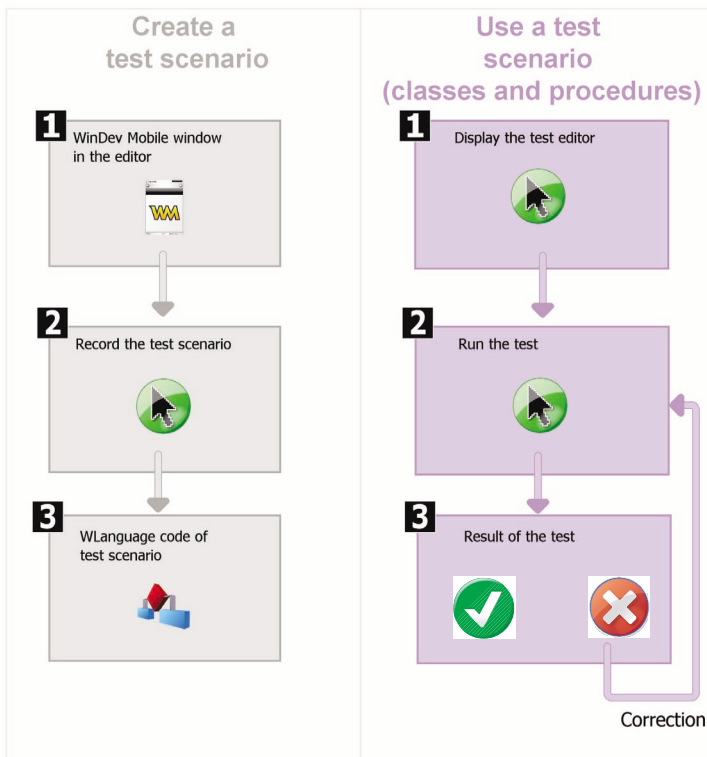 Create a
test scenario
1
WinDev Mobile window
in the editor
WM
2
Record the test scenario
3
WLanguage code of
test scenario
Use a test
scenario
(classes and procedures)
1
Display the test editor
2
Run the test
3
Result of the test
Correction